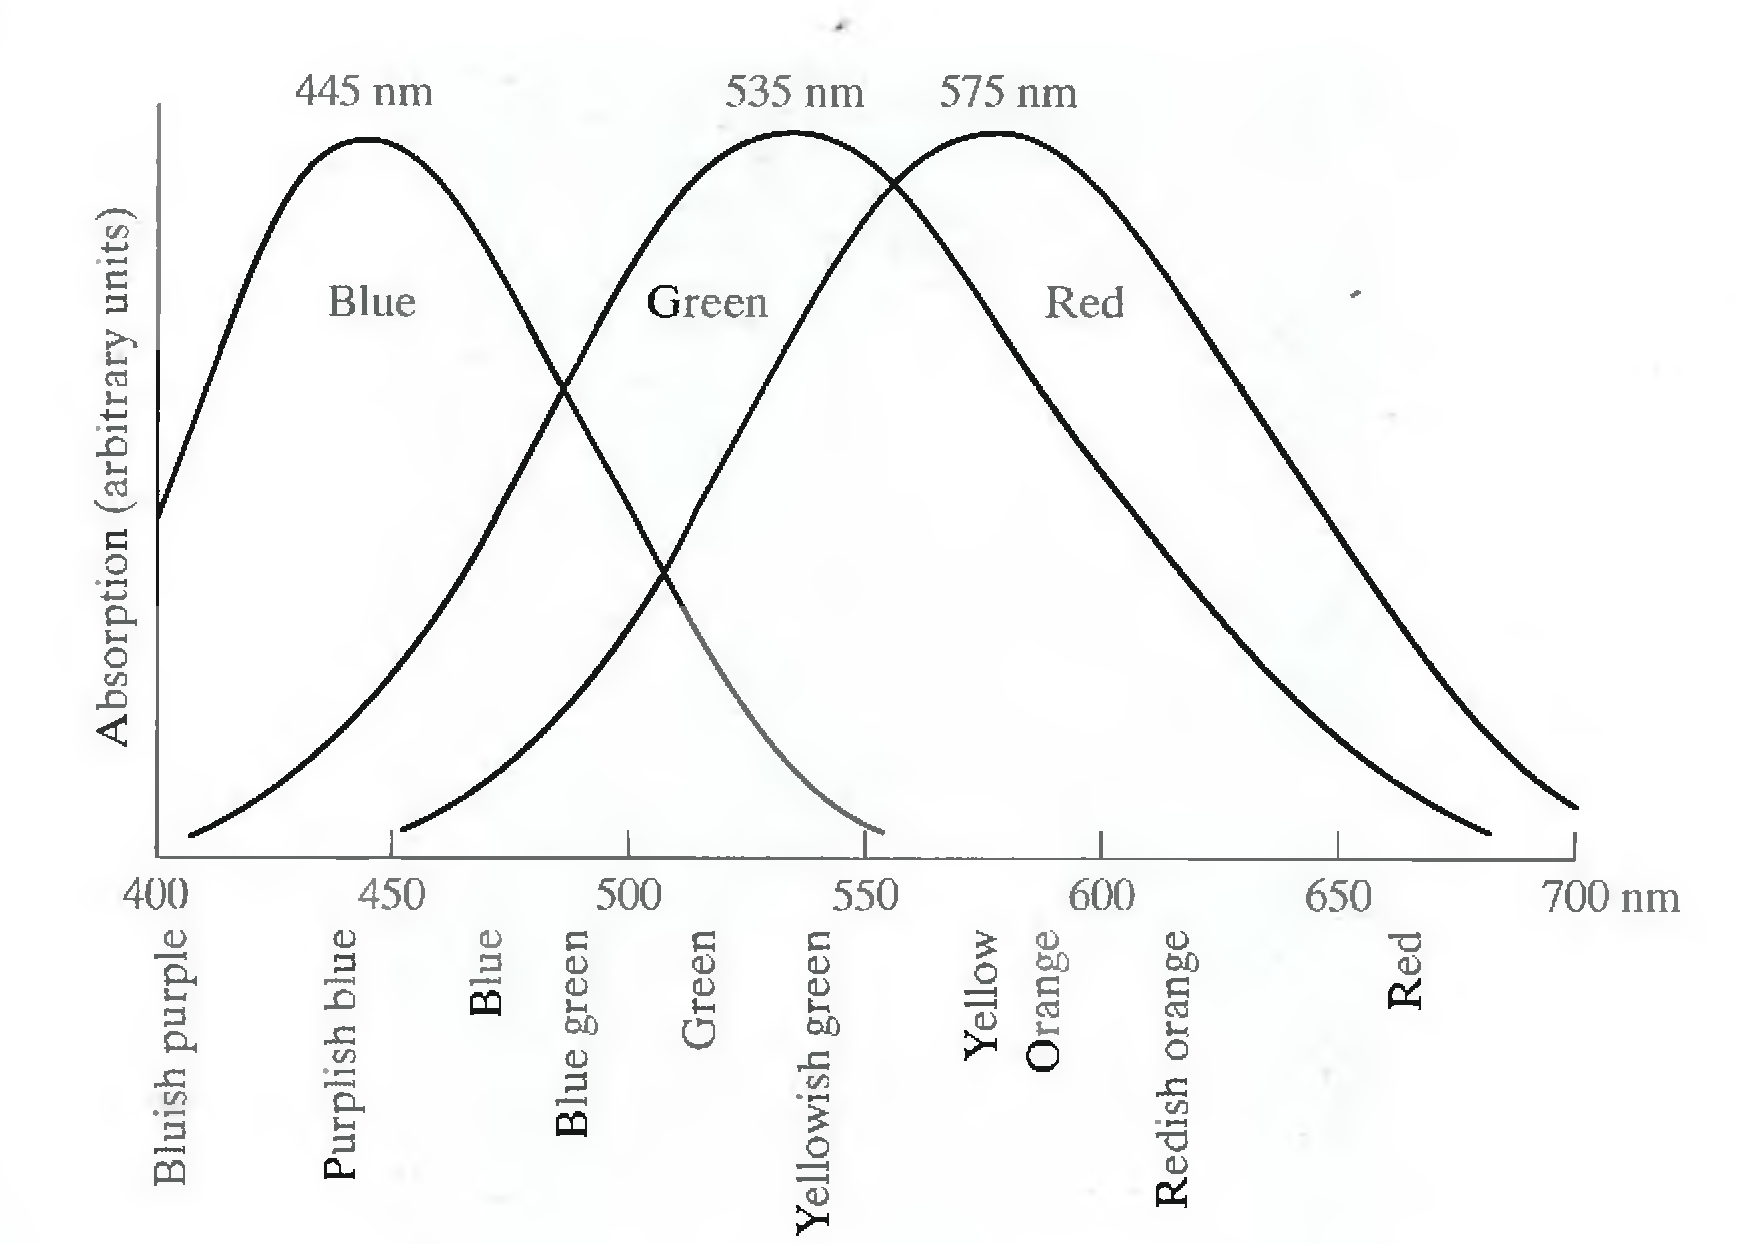 445 nm
535 nm
575 nm
Absorption (arbitrary units)
Blue
Green
Red
400
450
500
550
600
650
700 nm
Bluish purple
Purplish blue
Blue
Blue green
Green
Yellowish green
Yellow
Orange
Redish orange
Red